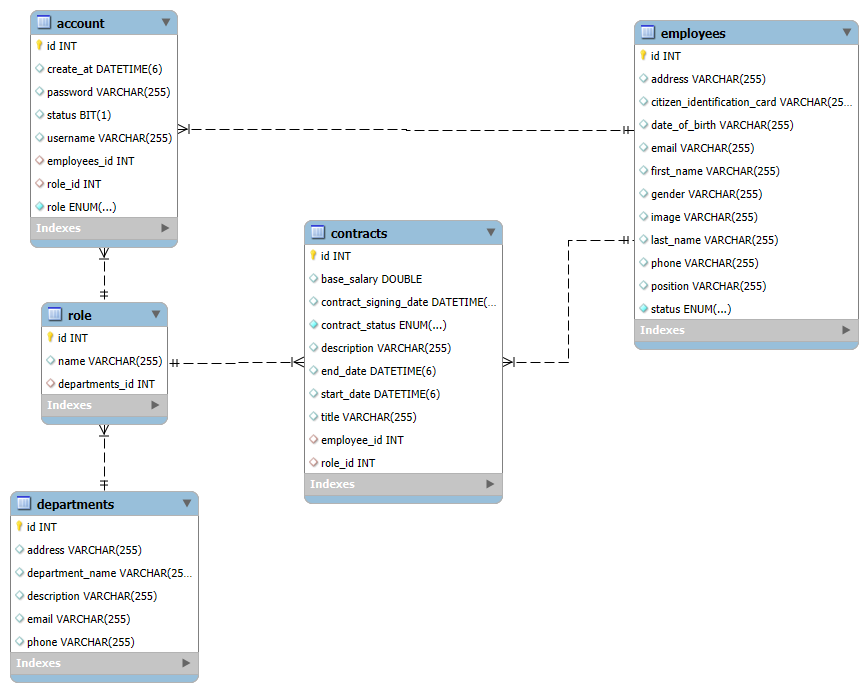 account
id INT
create_at DATETIME(6)
password VARCHAR(255)
status BIT(1)
username VARCHAR(255)
employees_id INT
role_id INT
role ENUM(...)
Indexes
employees
id INT
address VARCHAR(255)
citizen_identification_card VARCHAR(25...
date_of_birth VARCHAR(255)
email VARCHAR(255)
first_name VARCHAR(255)
gender VARCHAR(255)
image VARCHAR(255)
last_name VARCHAR(255)
phone VARCHAR(255)
position VARCHAR(255)
status ENUM(...)
Indexes
contracts
id INT
base_salary DOUBLE
contract_signing_date DATETIME(...
contract_status ENUM(...)
description VARCHAR(255)
end_date DATETIME(6)
start_date DATETIME(6)
title VARCHAR(255)
employee_id INT
role_id INT
Indexes
role
id INT
name VARCHAR(255)
departments_id INT
Indexes
departments
id INT
address VARCHAR(255)
department_name VARCHAR(25...
description VARCHAR(255)
email VARCHAR(255)
phone VARCHAR(255)
Indexes